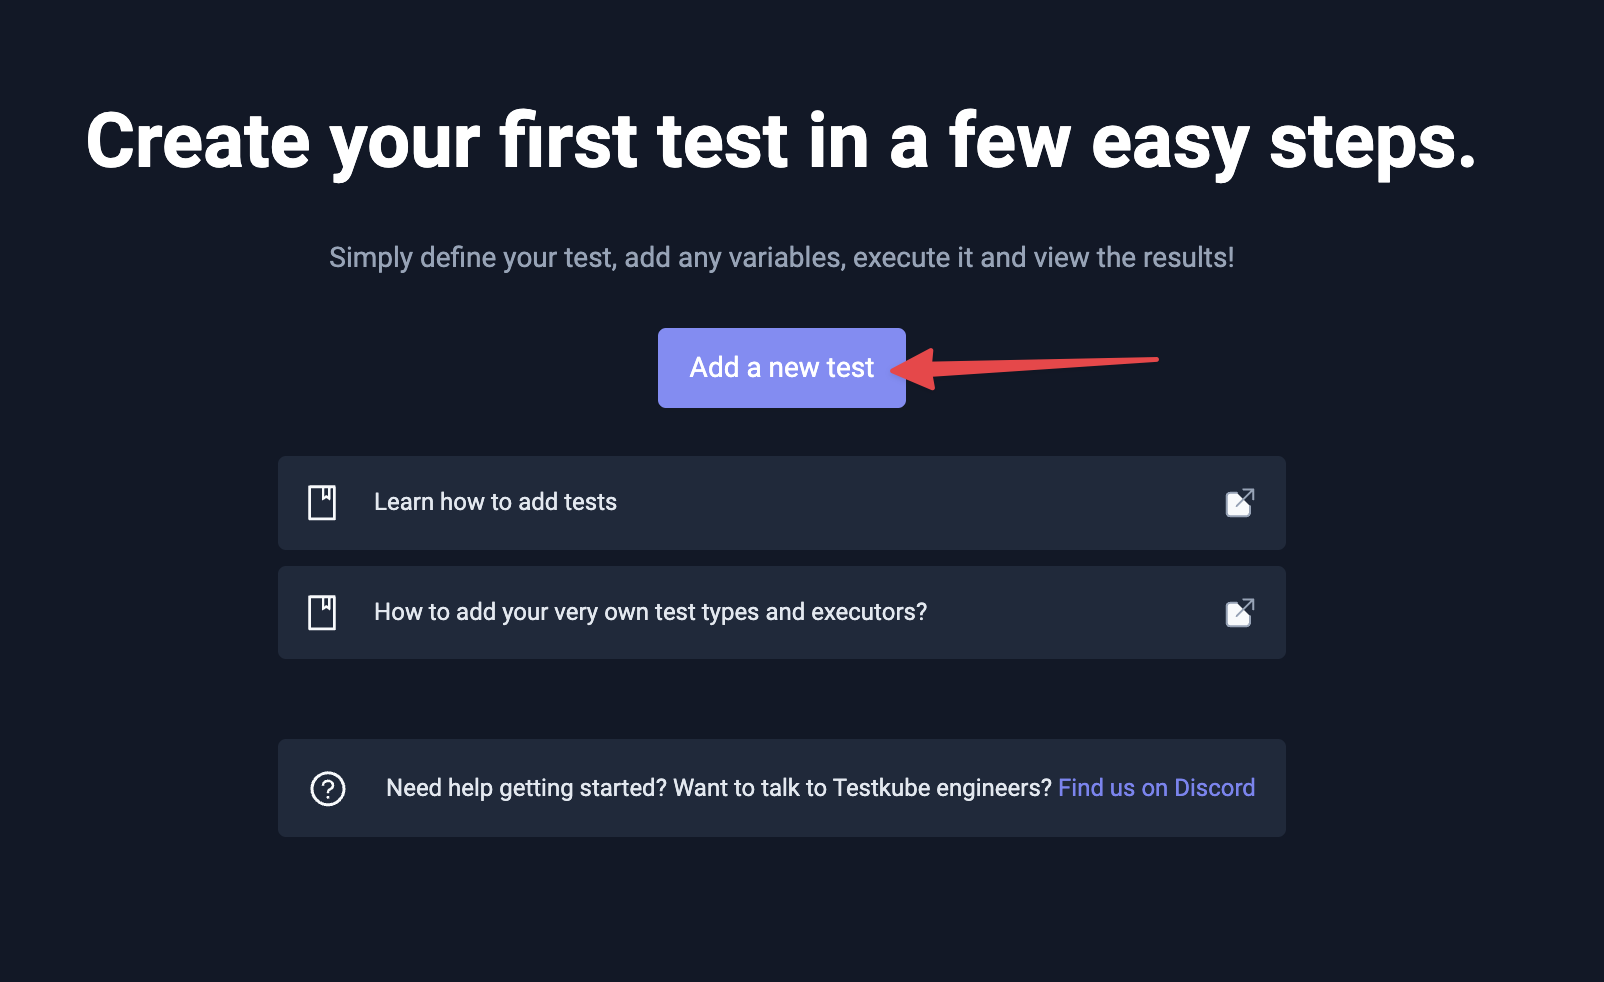 Create your first test in a few easy steps.
Simply define your test, add any variables, execute it and view the results!
Add a new test
Learn how to add tests
How to add your very own test types and executors?
Need help getting started? Want to talk to Testkube engineers? Find us on Discord